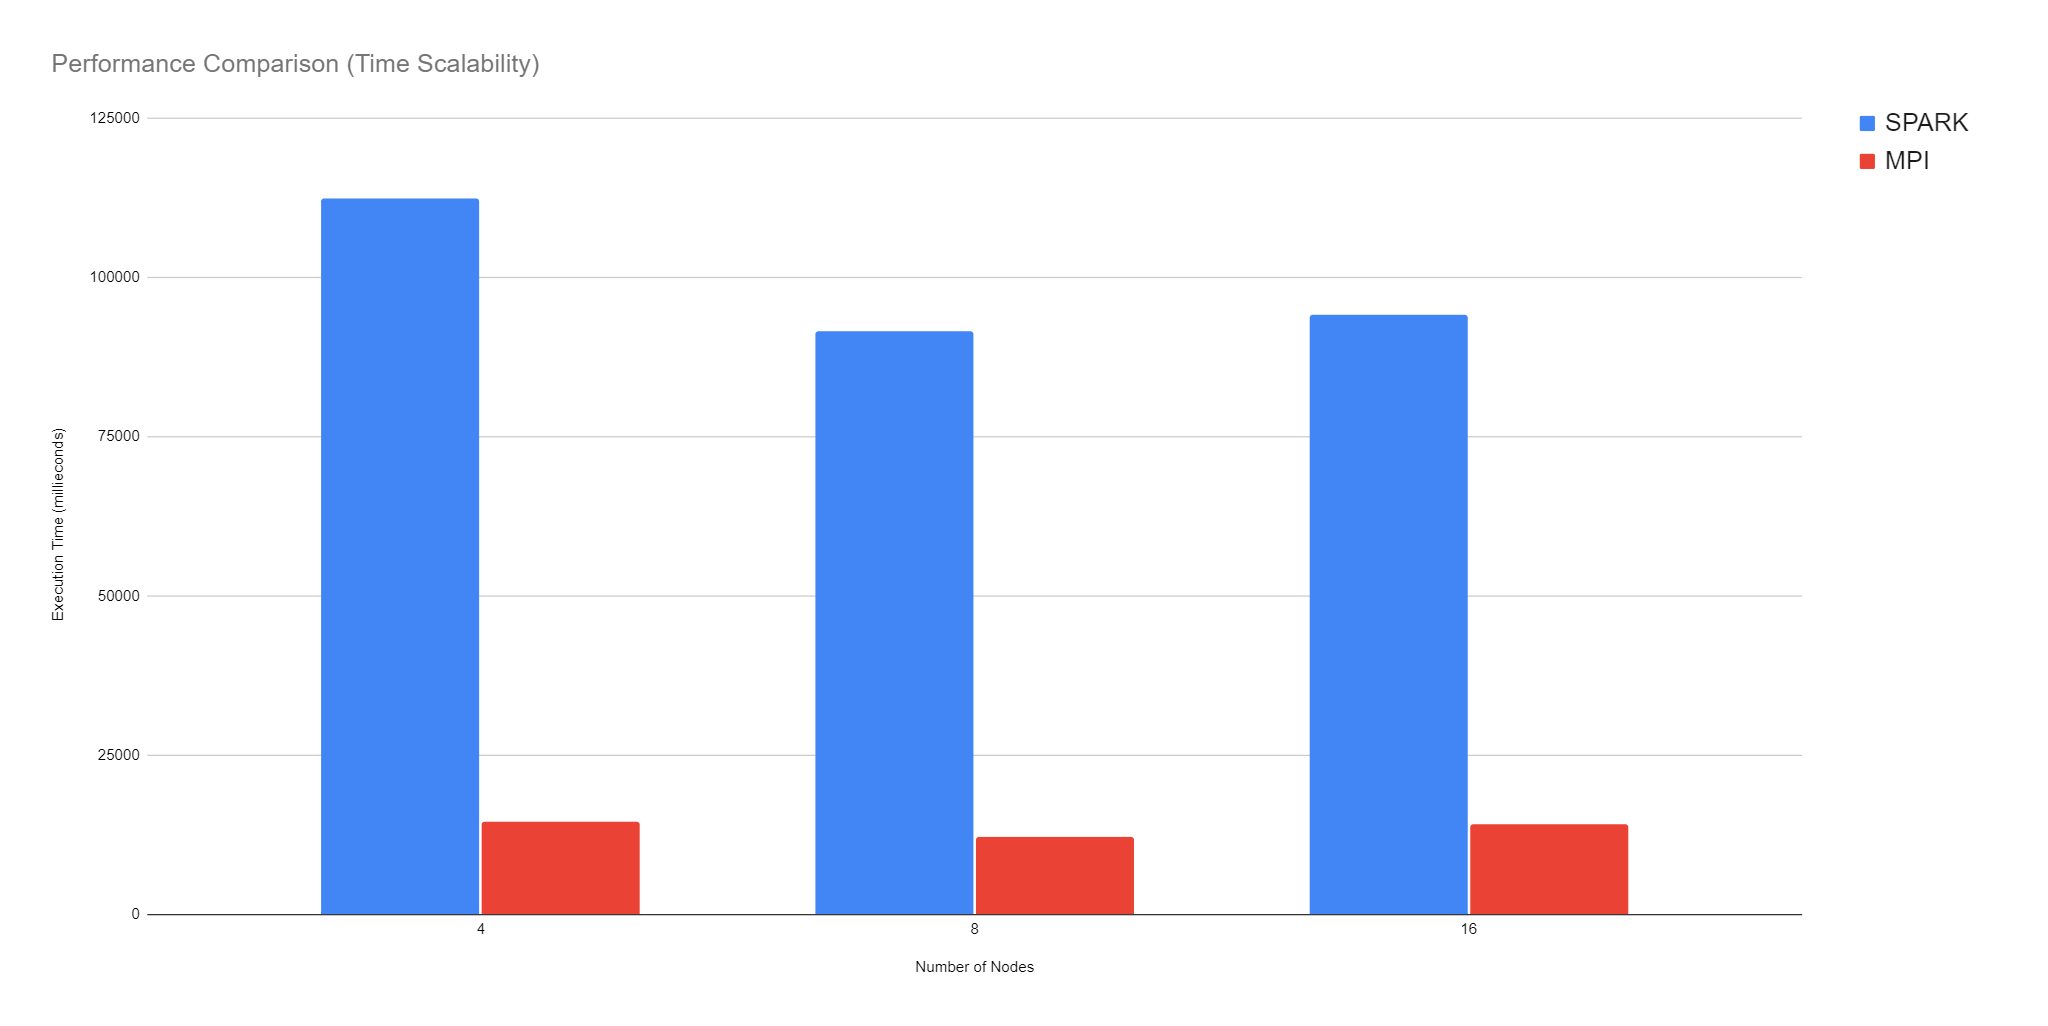 Performance Comparison (Time Scalability)
SPARK
MPI
125000
100000
75000
50000
25000
0
Execution Time (millieconds)
4
8
16
Number of Nodes